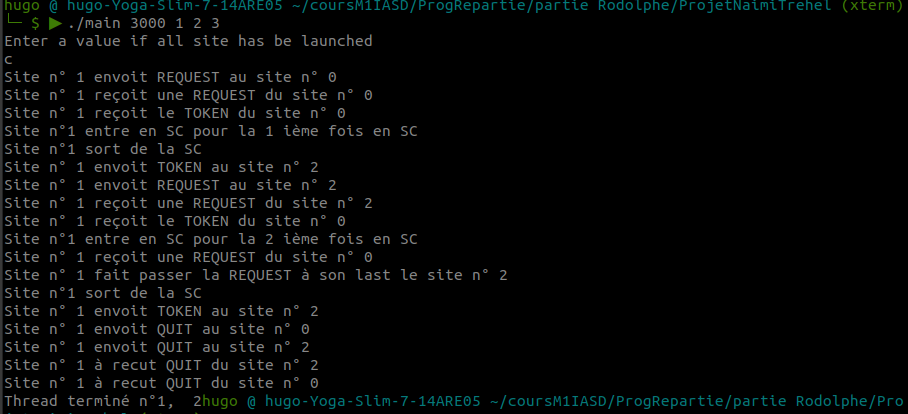 hugo @ hugo-Yoga-Slim-7-14ARE05 ~/coursM1IASD/ProgRepartie/partie Rodolphe/ProjetNaimiTrehel (xterm)
└─ $ ▶ ./main 3000 1 2 3
Enter a value if all site has be launched
c
Site n° 1 envoit REQUEST au site n° 0
Site n° 1 reçoit une REQUEST du site n° 0
Site n° 1 reçoit le TOKEN du site n° 0
Site n°1 entre en SC pour la 1 ième fois en SC
Site n°1 sort de la SC
Site n° 1 envoit TOKEN au site n° 2
Site n° 1 envoit REQUEST au site n° 2
Site n° 1 reçoit une REQUEST du site n° 2
Site n° 1 reçoit le TOKEN du site n° 0
Site n°1 entre en SC pour la 2 ième fois en SC
Site n° 1 reçoit une REQUEST du site n° 0
Site n° 1 fait passer la REQUEST à son last le site n° 2
Site n°1 sort de la SC
Site n° 1 envoit TOKEN au site n° 2
Site n° 1 envoit QUIT au site n° 0
Site n° 1 envoit QUIT au site n° 2
Site n° 1 à recut QUIT du site n° 2
Site n° 1 à recut QUIT du site n° 0
Thread terminé n°1,  2hugo @ hugo-Yoga-Slim-7-14ARE05 ~/coursM1IASD/ProgRepartie/partie Rodolphe/Pro